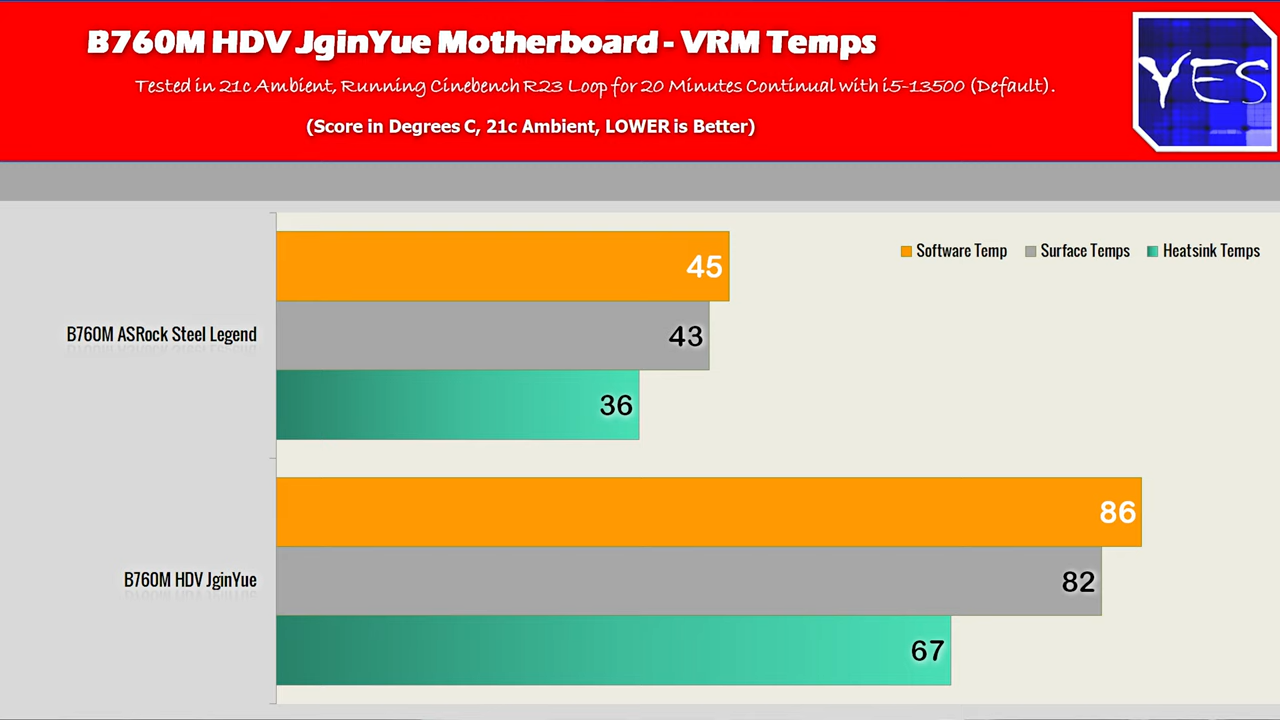 B760M HDV JginYue Motherboard - VRM Temps
Tested in 21c Ambient, Running Cinebench R23 Loop for 20 Minutes Continual with i5-13500 (Default).
(Score in Degrees C, 21c Ambient, LOWER is Better)
YES
Software Temp
Surface Temps
Heatsink Temps
B760M ASRock Steel Legend
45
43
36
B760M HDV JginYue
86
82
67